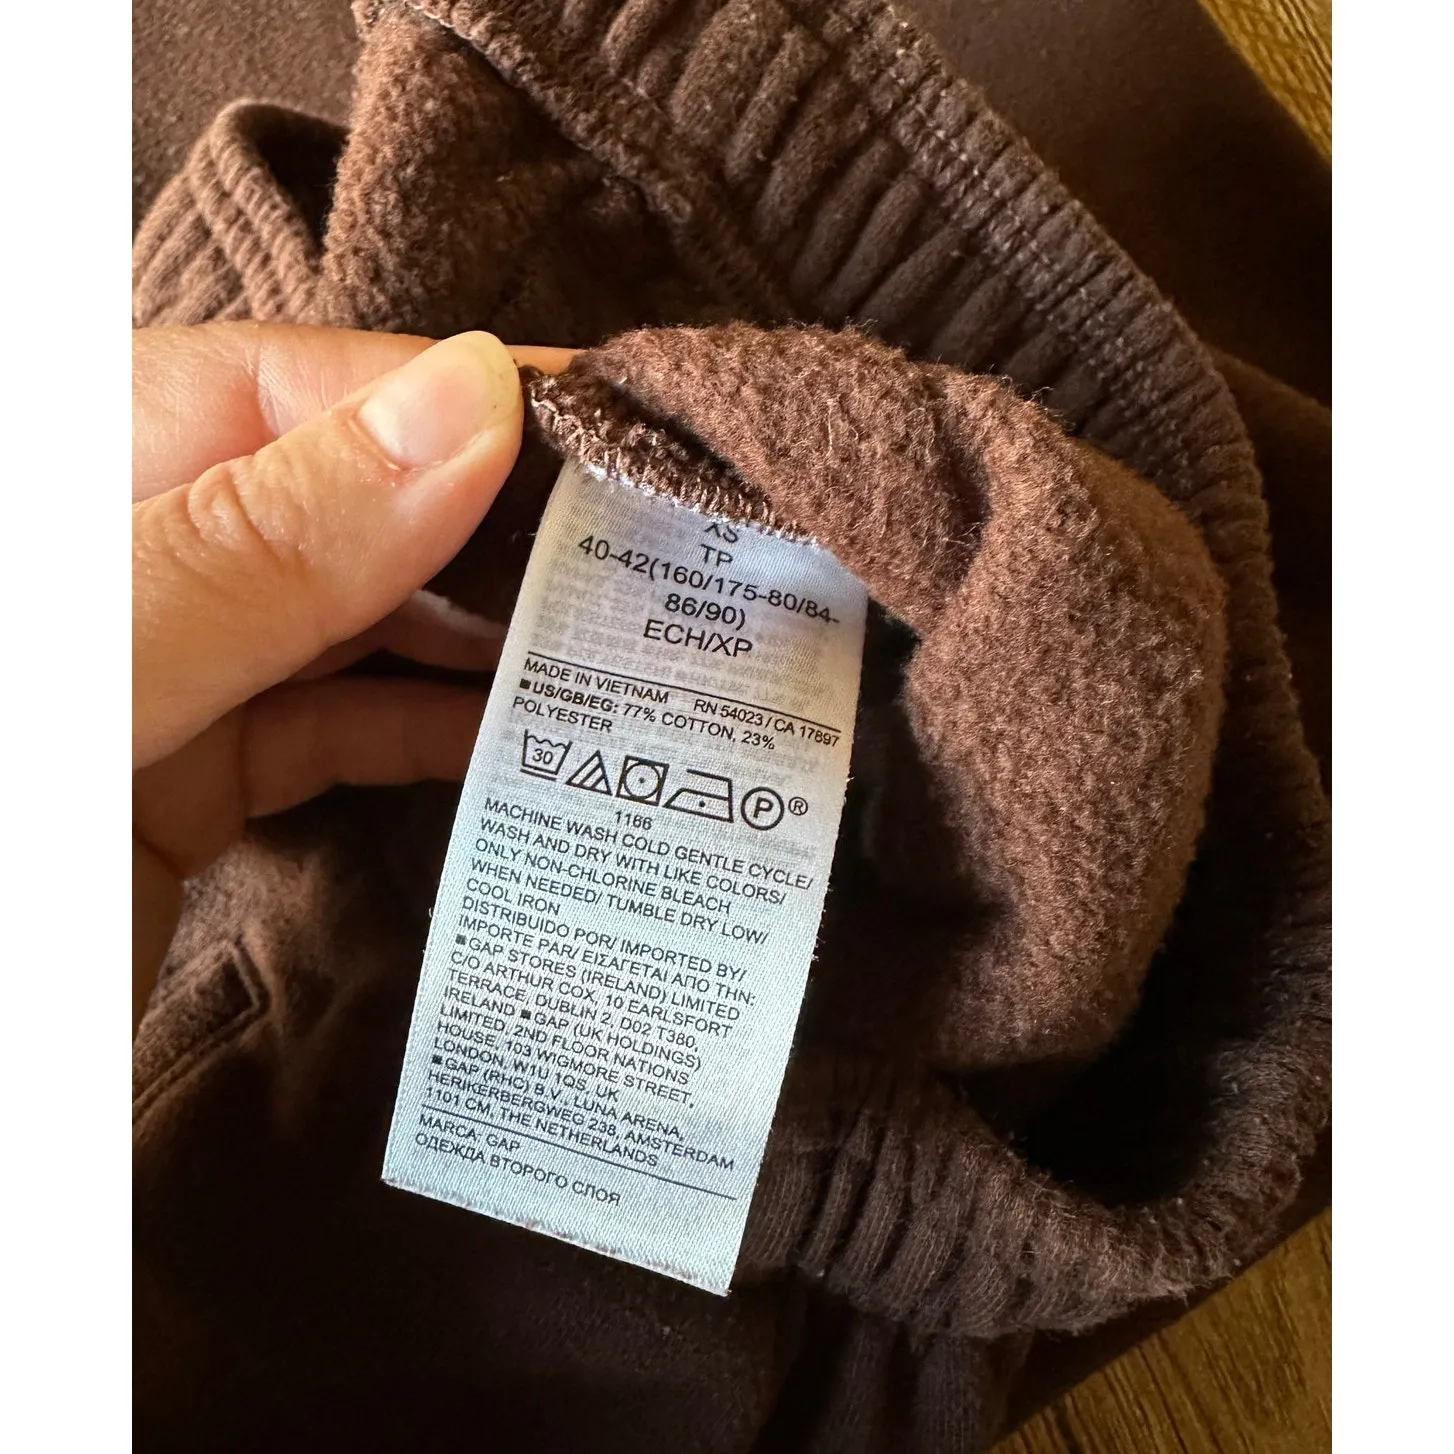 XS
TP
40-42(160/175-80/84-
86/90)
ECH/XP
MADE IN VIETNAM RN 54023 / CA 17897
■US/GB/EG: 77% COTTON, 23%
POLYESTER
30 P ®
1166
MACHINE WASH COLD GENTLE CYCLE/
WASH AND DRY WITH LIKE COLORS/
ONLY NON-CHLORINE BLEACH
WHEN NEEDED/ TUMBLE DRY LOW/
COOL IRON
DISTRIBUIDO POR/ IMPORTED BY/
IMPORTE PAR/ ΕΙΣΑΓΕΤΑΙ ΑΠΟ ΤΗΝ:
■GAP STORES (IRELAND) LIMITED
C/O ARTHUR COX, 10 EARLSFORT
TERRACE, DUBLIN 2, D02 T380,
IRELAND ■GAP (UK HOLDINGS)
LIMITED, 2ND FLOOR NATIONS
HOUSE, 103 WIGMORE STREET,
LONDON, W1U 1QS, UK
■GAP (RHC) B.V. LUNA ARENA,
HERIKERBERGWEG 238, AMSTERDAM
1101 CM, THE NETHERLANDS
MARCA: GAP
ОДЕЖДА ВТОРОГО СЛОЯ